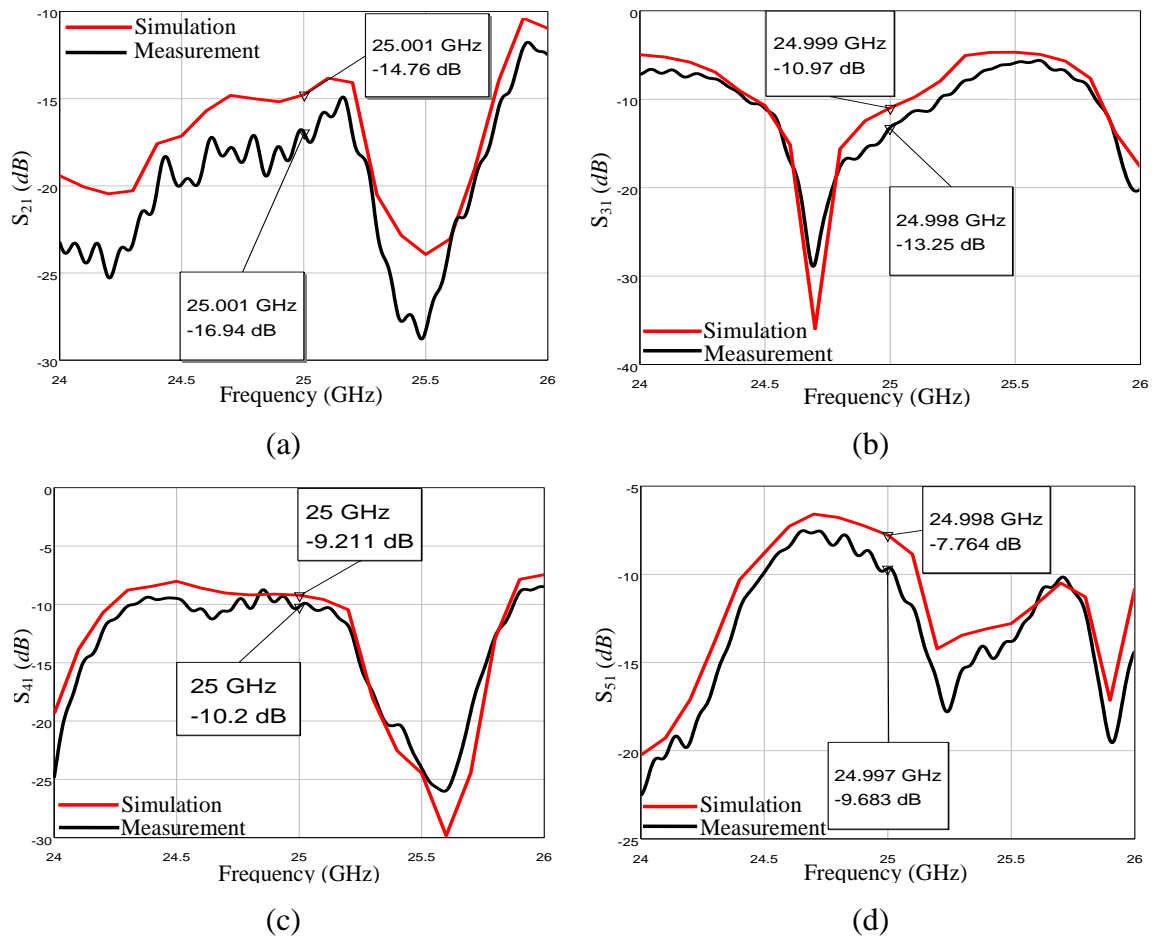 -10
-15
-20
-25
-30
S21 (dB)
Simulation
Measurement
25.001 GHz
-14.76 dB
25.001 GHz
-16.94 dB
24
24.5
25
25.5
26
Frequency (GHz)
(a)
0
-10
-20
-30
-40
S31 (dB)
24.999 GHz
-10.97 dB
24.998 GHz
-13.25 dB
Simulation
Measurement
24
24.5
25
25.5
26
Frequency (GHz)
(b)
0
-5
-10
-15
-20
-25
-30
S41 (dB)
25 GHz
-9.211 dB
25 GHz
-10.2 dB
Simulation
Measurement
24
24.5
25
25.5
26
Frequency (GHz)
(c)
-5
-10
-15
-20
-25
S51 (dB)
24.998 GHz
-7.764 dB
24.997 GHz
-9.683 dB
Simulation
Measurement
24
24.5
25
25.5
26
Frequency (GHz)
(d)